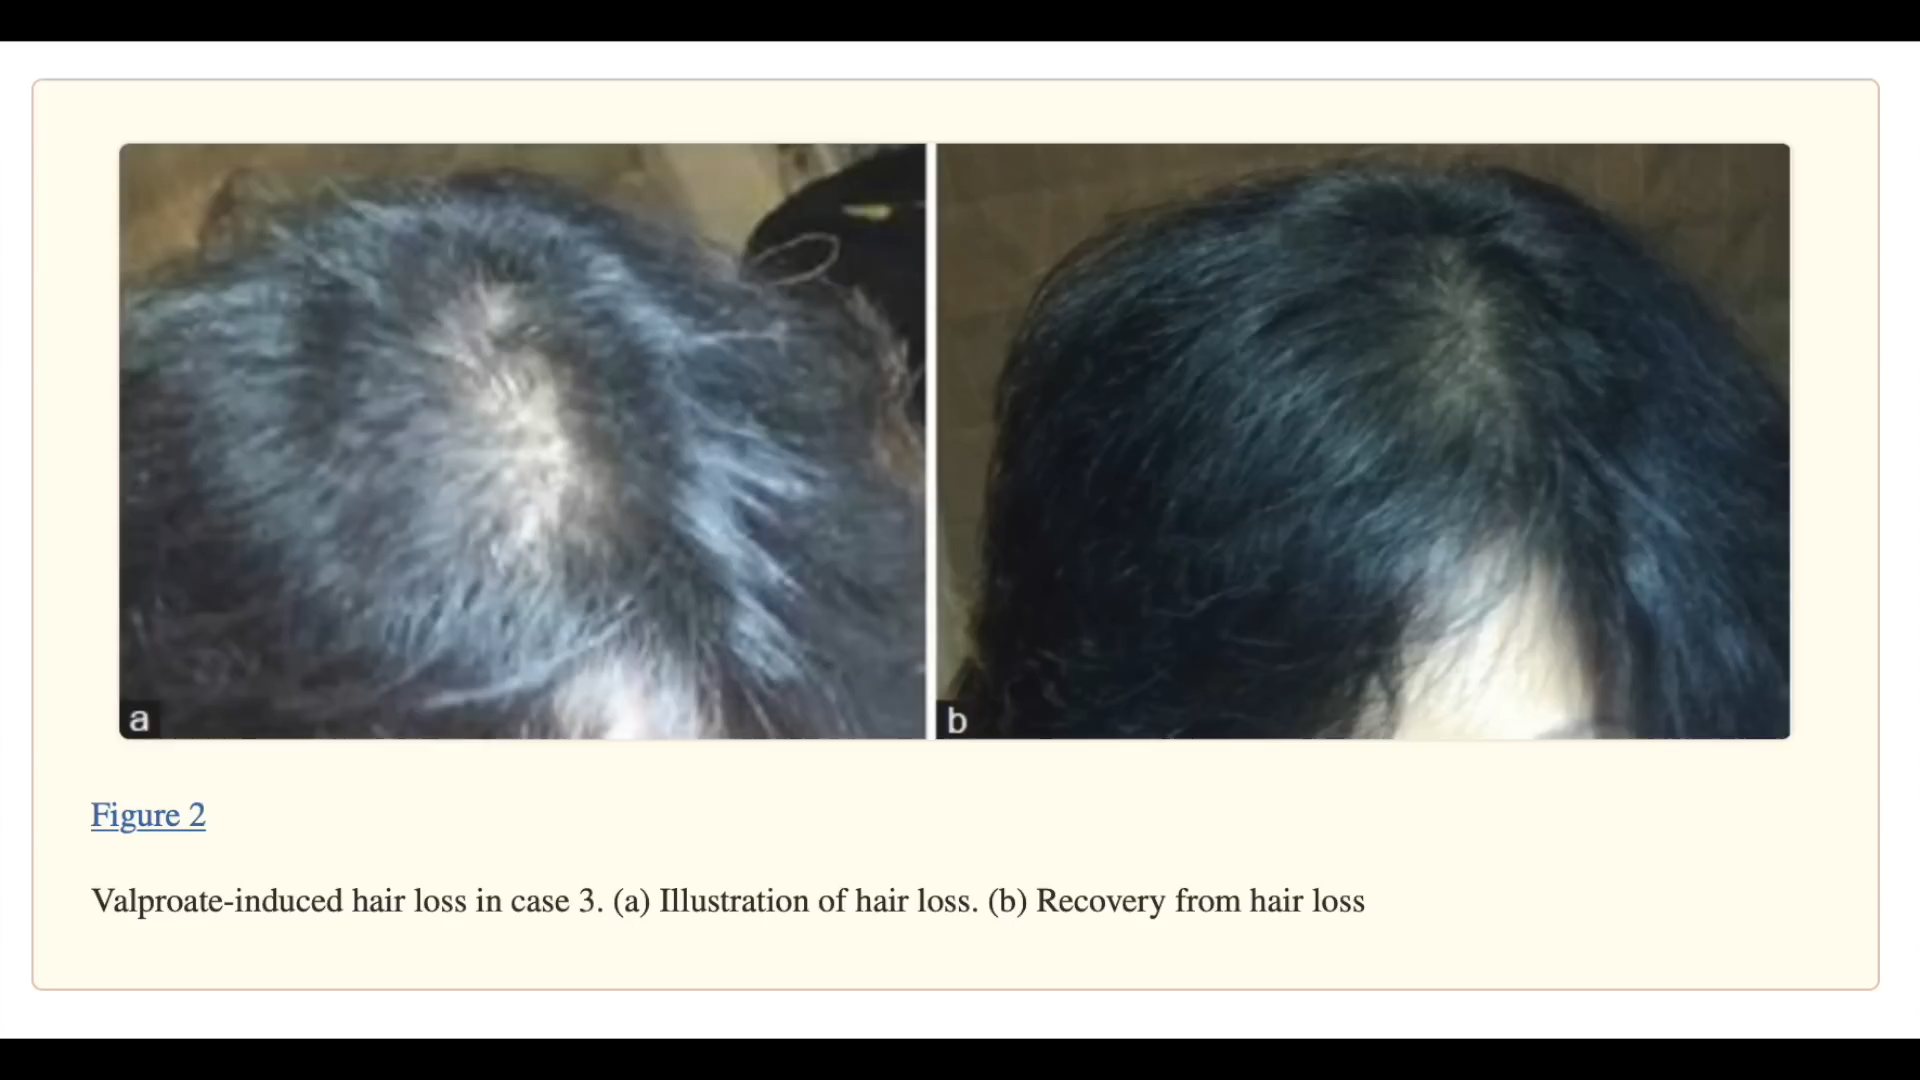 a
b
Figure 2
Valproate-induced hair loss in case 3. (a) Illustration of hair loss. (b) Recovery from hair loss